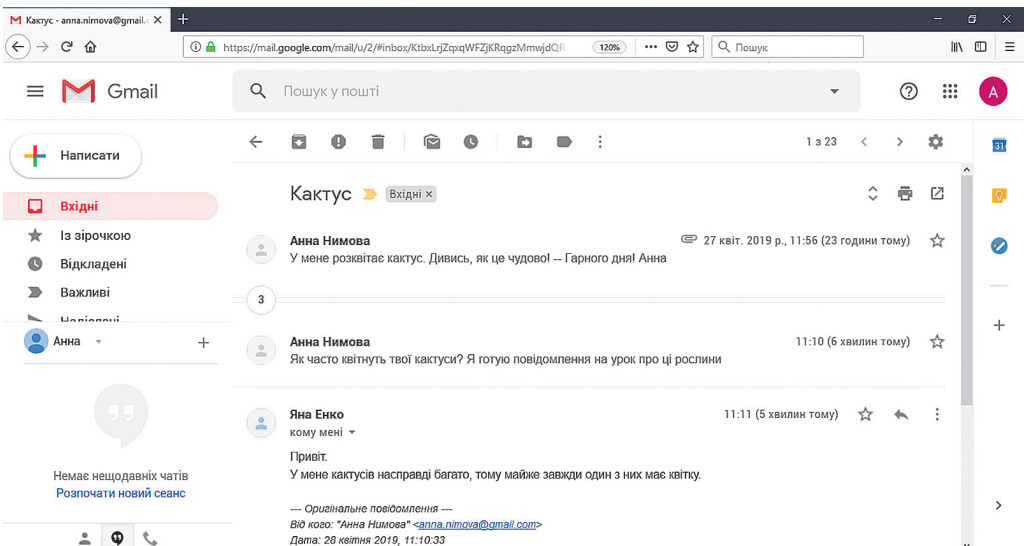 Кактус - anna.nimova@gmail.c
https://mail.google.com/mail/u/2/#inbox/KtbxLrjZqxqWFZjKRqgzMmwjdQR
120%
Пошук
Gmail
Пошук у пошті
A
Написати
1 з 23
31
Кактус
Вхідні ×
Вхідні
Із зірочкою
Відкладені
Важливі
Надіслані
Анна
Анна Нимова 27 квіт. 2019 р., 11:56 (23 години тому)
У мене розквітає кактус. Дивись, як це чудово! -- Гарного дня! Анна
3
Анна Нимова 11:10 (6 хвилин тому)
Як часто квітнуть твої кактуси? Я готую повідомлення на урок про ці рослини
Яна Енко 11:11 (5 хвилин тому)
кому мені
Привіт.
У мене кактусів насправді багато, тому майже завжди один з них має квітку.
---- Оригінальне повідомлення ----
Від кого: "Анна Нимова" <anna.nimova@gmail.com>
Дата: 28 квітня 2019, 11:10:33
Немає нещодавніх чатів
Розпочати новий сеанс